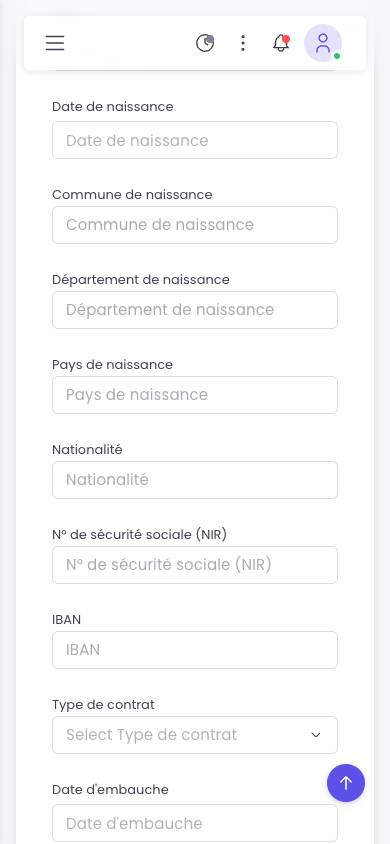 Date de naissance
Date de naissance
Commune de naissance
Commune de naissance
Département de naissance
Département de naissance
Pays de naissance
Pays de naissance
Nationalité
Nationalité
N° de sécurité sociale (NIR)
N° de sécurité sociale (NIR)
IBAN
IBAN
Type de contrat
Select Type de contrat
Date d'embauche
Date d'embauche